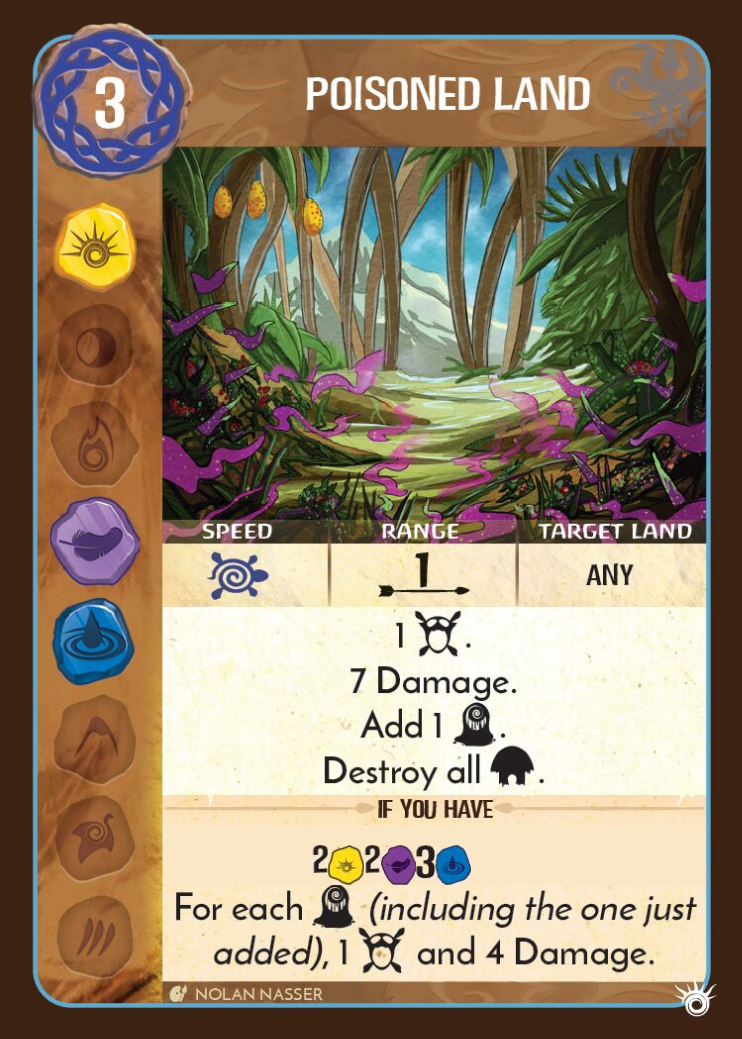 3
POISONED LAND
SPEED RANGE TARGET LAND
1 ANY
1 .
7 Damage.
Add 1 .
Destroy all .
IF YOU HAVE
2 2 3
For each (including the one just
added), 1 and 4 Damage.
NOLAN NASSER